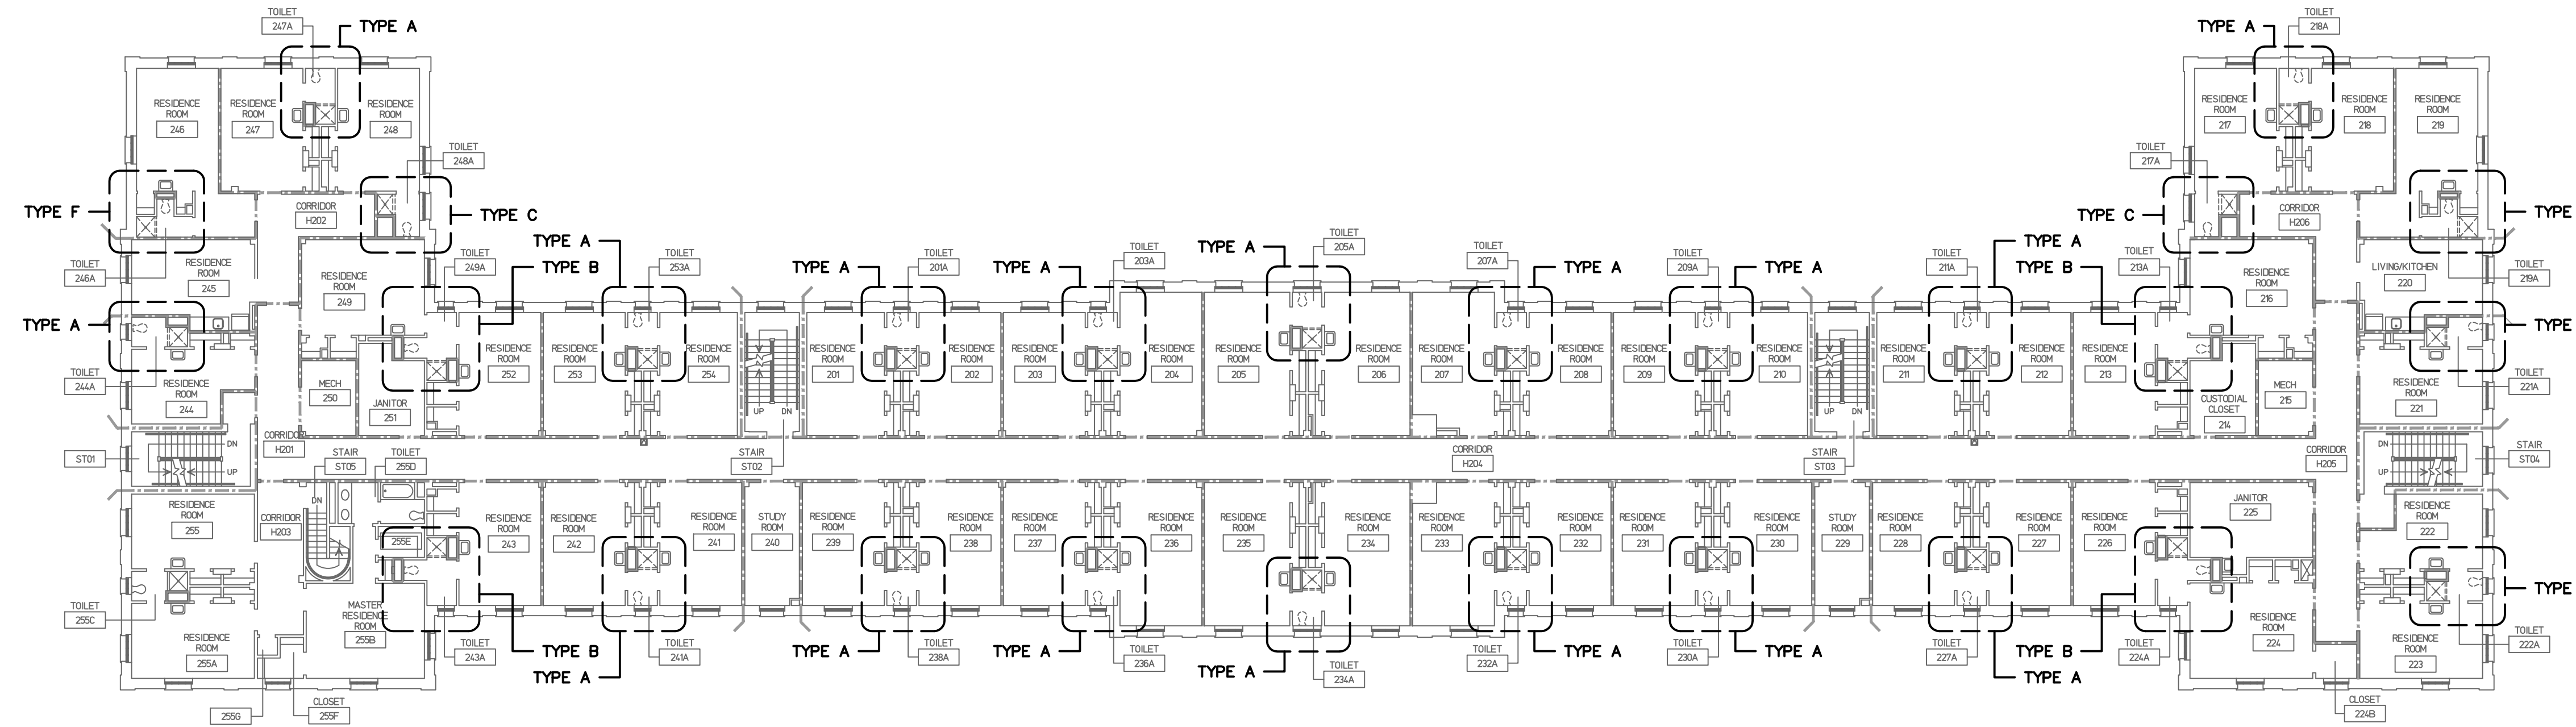 TOILET
247A
TYPE A
TYPE A
TOILET
218A
RESIDENCE
ROOM
246
RESIDENCE
ROOM
247
RESIDENCE
ROOM
248
RESIDENCE
ROOM
217
RESIDENCE
ROOM
218
RESIDENCE
ROOM
219
TOILET
248A
TOILET
217A
TYPE F
CORRIDOR
H202
TYPE C
TYPE C
CORRIDOR
H206
TYPE
TOILET
246A
RESIDENCE
ROOM
245
RESIDENCE
ROOM
249
TOILET
249A
TYPE A
TYPE B
TOILET
253A
TYPE A
TOILET
201A
TYPE A
TOILET
203A
TYPE A
TOILET
205A
TOILET
207A
TYPE A
TOILET
209A
TYPE A
TOILET
211A
TYPE A
TYPE B
TOILET
213A
RESIDENCE
ROOM
216
LIVING/KITCHEN
220
TOILET
219A
TYPE A
TYPE
TOILET
244A
RESIDENCE
ROOM
244
MECH
250
JANITOR
251
RESIDENCE
ROOM
252
RESIDENCE
ROOM
253
RESIDENCE
ROOM
254
UP
DN
RESIDENCE
ROOM
201
RESIDENCE
ROOM
202
RESIDENCE
ROOM
203
RESIDENCE
ROOM
204
RESIDENCE
ROOM
205
RESIDENCE
ROOM
206
RESIDENCE
ROOM
207
RESIDENCE
ROOM
208
RESIDENCE
ROOM
209
RESIDENCE
ROOM
210
UP
DN
RESIDENCE
ROOM
211
RESIDENCE
ROOM
212
RESIDENCE
ROOM
213
CUSTODIAL
CLOSET
214
MECH
215
RESIDENCE
ROOM
221
TOILET
221A
ST01
DN
UP
CORRIDOR
H201
STAIR
ST05
TOILET
255D
STAIR
ST02
CORRIDOR
H204
STAIR
ST03
CORRIDOR
H205
DN
UP
STAIR
ST04
RESIDENCE
ROOM
255
CORRIDOR
H203
DN
255E
RESIDENCE
ROOM
243
RESIDENCE
ROOM
242
RESIDENCE
ROOM
241
STUDY
ROOM
240
RESIDENCE
ROOM
239
RESIDENCE
ROOM
238
RESIDENCE
ROOM
237
RESIDENCE
ROOM
236
RESIDENCE
ROOM
235
RESIDENCE
ROOM
234
RESIDENCE
ROOM
233
RESIDENCE
ROOM
232
RESIDENCE
ROOM
231
RESIDENCE
ROOM
230
STUDY
ROOM
229
RESIDENCE
ROOM
228
RESIDENCE
ROOM
227
RESIDENCE
ROOM
226
JANITOR
225
RESIDENCE
ROOM
222
TYPE
TOILET
255C
RESIDENCE
ROOM
255A
MASTER
RESIDENCE
ROOM
255B
TOILET
243A
TYPE B
TYPE A
TOILET
241A
TYPE A
TOILET
238A
TYPE A
TOILET
236A
TYPE A
TOILET
234A
TOILET
232A
TYPE A
TOILET
230A
TYPE A
TOILET
227A
TYPE B
TYPE A
TOILET
224A
RESIDENCE
ROOM
224
RESIDENCE
ROOM
223
TOILET
222A
255G
CLOSET
255F
CLOSET
224B